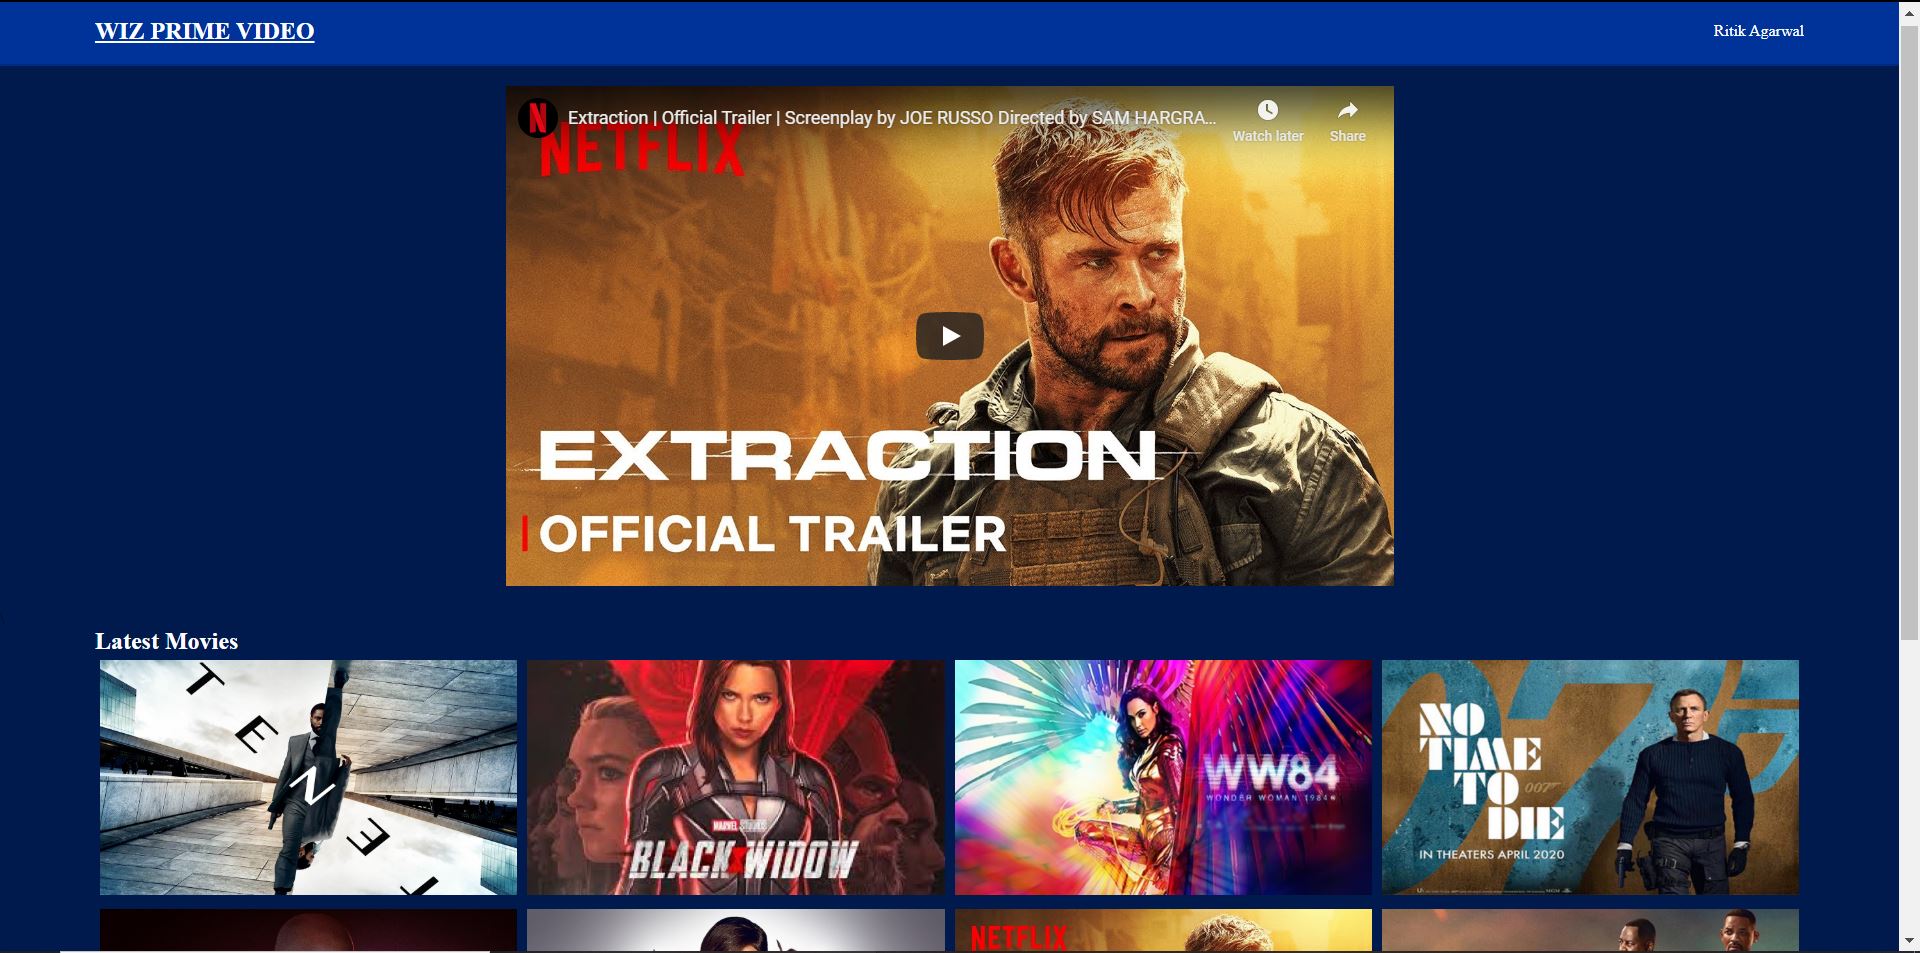 WIZ PRIME VIDEO
Ritik Agarwal
Extraction | Official Trailer | Screenplay by JOE RUSSO Directed by SAM HARGRA...
Watch later
Share
NETFLIX
EXTRACTION
OFFICIAL TRAILER
Latest Movies
TENET
MARVEL STUDIOS
BLACK WIDOW
WW84
WONDER WOMAN 1984
007
NO
TIME
TO
DIE
007
IN THEATERS APRIL 2020
NETFLIX